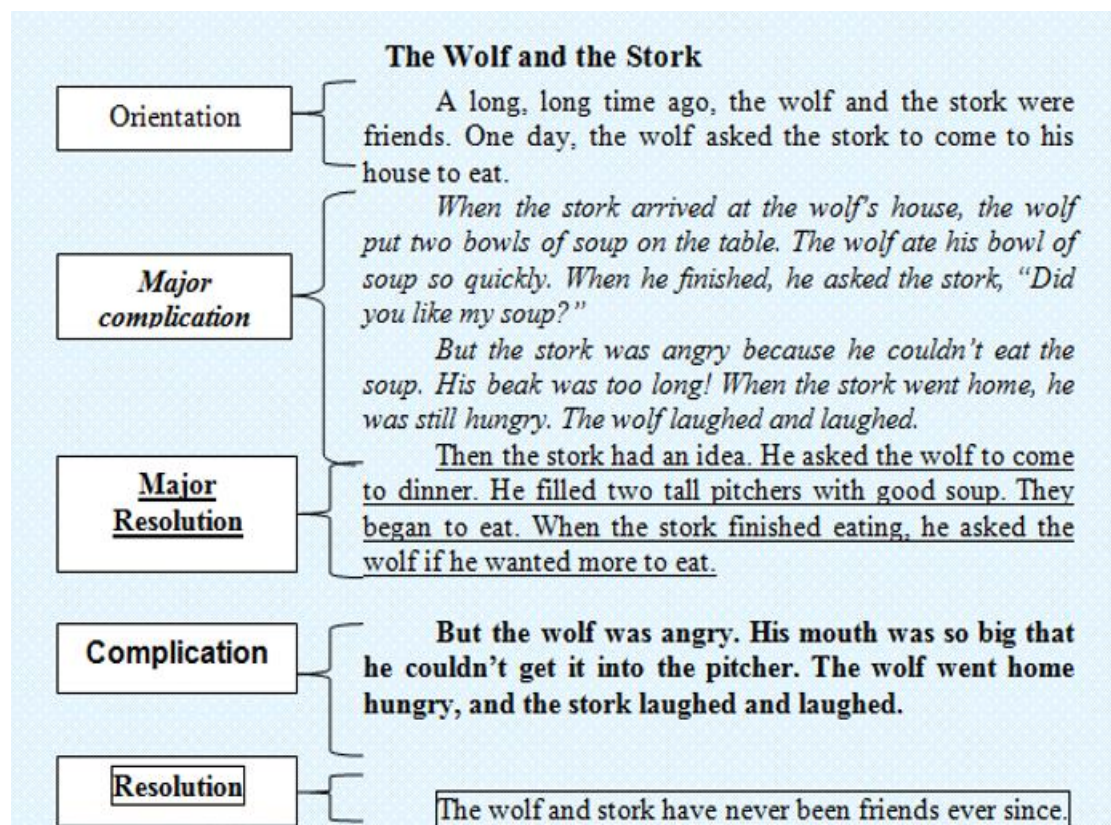 The Wolf and the Stork
Orientation
A long, long time ago, the wolf and the stork were
friends. One day, the wolf asked the stork to come to his
house to eat.
Major
complication
When the stork arrived at the wolf's house, the wolf
put two bowls of soup on the table. The wolf ate his bowl of
soup so quickly. When he finished, he asked the stork, “Did
you like my soup?”
But the stork was angry because he couldn't eat the
soup. His beak was too long! When the stork went home, he
was still hungry. The wolf laughed and laughed.
Major
Resolution
Then the stork had an idea. He asked the wolf to come
to dinner. He filled two tall pitchers with good soup. They
began to eat. When the stork finished eating, he asked the
wolf if he wanted more to eat.
Complication
But the wolf was angry. His mouth was so big that
he couldn't get it into the pitcher. The wolf went home
hungry, and the stork laughed and laughed.
Resolution
The wolf and stork have never been friends ever since.